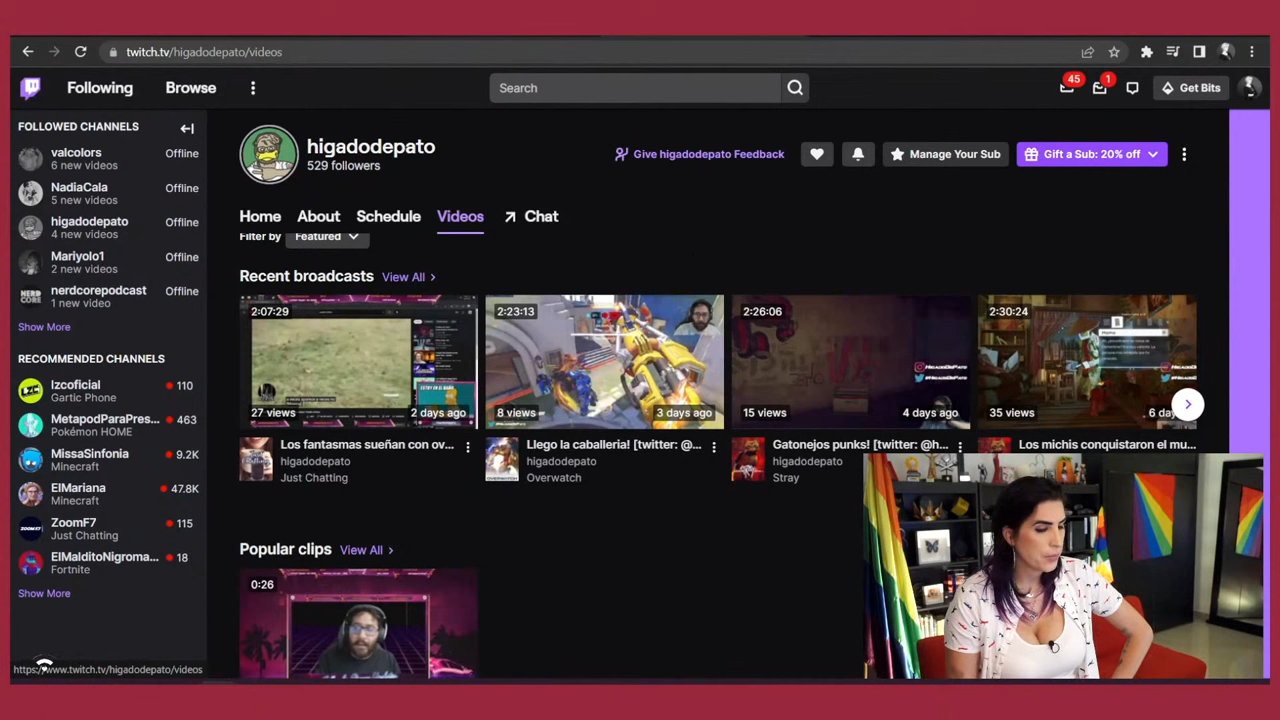 twitch.tv/higadodepato/videos
Following
Browse
Search
45
1
Get Bits
FOLLOWED CHANNELS
valcolors
Offline
6 new videos
NadiaCala
Offline
5 new videos
higadodepato
Offline
4 new videos
Mariyolo1
Offline
2 new videos
nerdcorepodcast
Offline
1 new video
Show More
RECOMMENDED CHANNELS
lzcoficial
110
Gartic Phone
MetapodParaPres...
463
Pokémon HOME
MissaSinfonia
9.2K
Minecraft
ElMariana
47.8K
Minecraft
ZoomF7
115
Just Chatting
ElMalditoNigroma...
18
Fortnite
Show More
https://www.twitch.tv/higadodepato/videos
higadodepato
529 followers
Give higadodepato Feedback
Manage Your Sub
Gift a Sub: 20% off
Home
About
Schedule
Videos
Chat
Filter by
Featured
Recent broadcasts
View All
2:07:29
27 views
2 days ago
Los fantasmas sueñan con ov...
higadodepato
Just Chatting
2:23:13
8 views
3 days ago
Llego la caballeria! [twitter: @...
higadodepato
Overwatch
2:26:06
HIGADODEPATO
HIGADODEPATO
15 views
4 days ago
Gatonejos punks! [twitter: @h...
higadodepato
Stray
2:30:24
35 views
6 day
Los michis conquistaron el mu...
Popular clips
View All
0:26